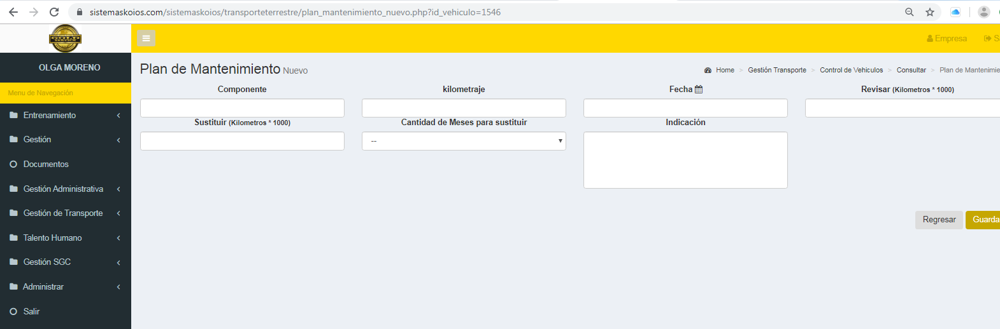 sistemaskoios.com/sistemaskoios/transporteterrestre/plan_mantenimiento_nuevo.php?id_vehiculo=1546
GOLD
SERVICE
Empresa
S
OLGA MORENO
Plan de Mantenimiento Nuevo
Home > Gestión Transporte > Control de Vehiculos > Consultar > Plan de Mantenimie
Menu de Navegación
Componente
kilometraje
Fecha
Revisar (Kilometros * 1000)
Sustituir (Kilometros * 1000)
Cantidad de Meses para sustituir
Indicación
--
Entrenamiento
Gestión
Documentos
Gestión Administrativa
Gestión de Transporte
Talento Humano
Gestión SGC
Administrar
Salir
Regresar
Guarda